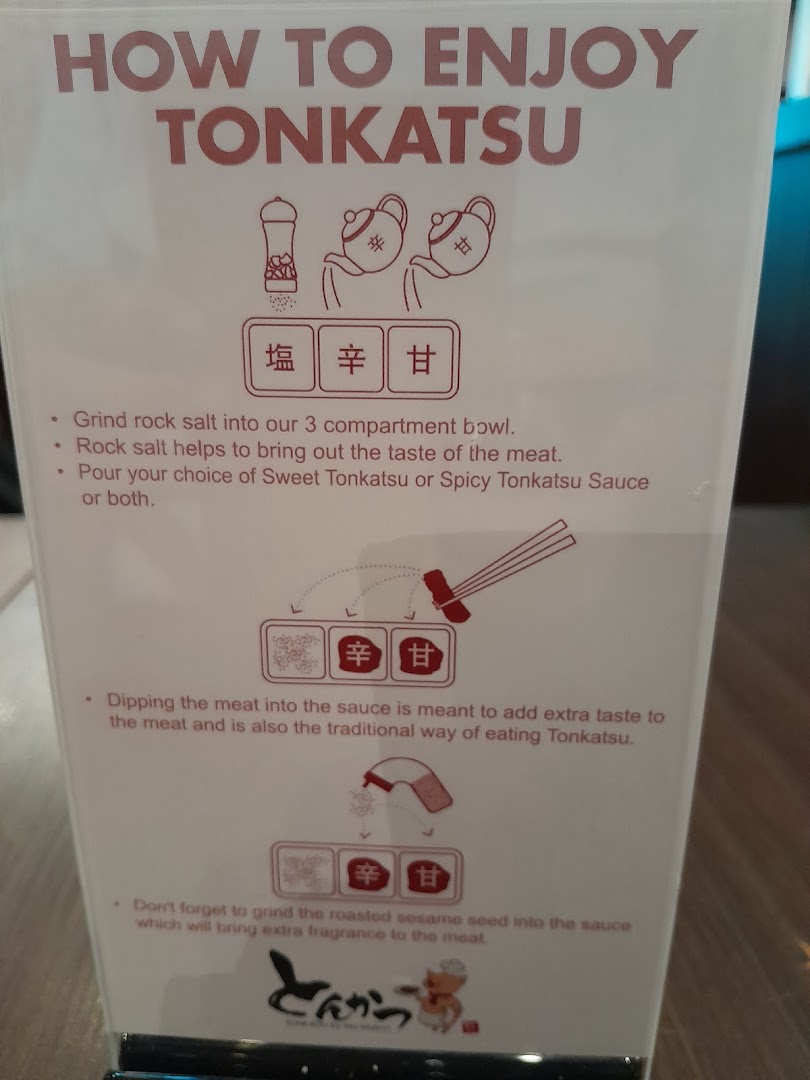 HOW TO ENJOY
TONKATSU
辛 甘
塩 辛 甘
• Grind rock salt into our 3 compartment bowl.
• Rock salt helps to bring out the taste of the meat.
• Pour your choice of Sweet Tonkatsu or Spicy Tonkatsu Sauce
or both.
辛 甘
• Dipping the meat into the sauce is meant to add extra taste to
the meat and is also the traditional way of eating Tonkatsu.
辛 甘
• Don't forget to grind the roasted sesame seed into the sauce
which will bring extra fragrance to the meat.
とんかつ